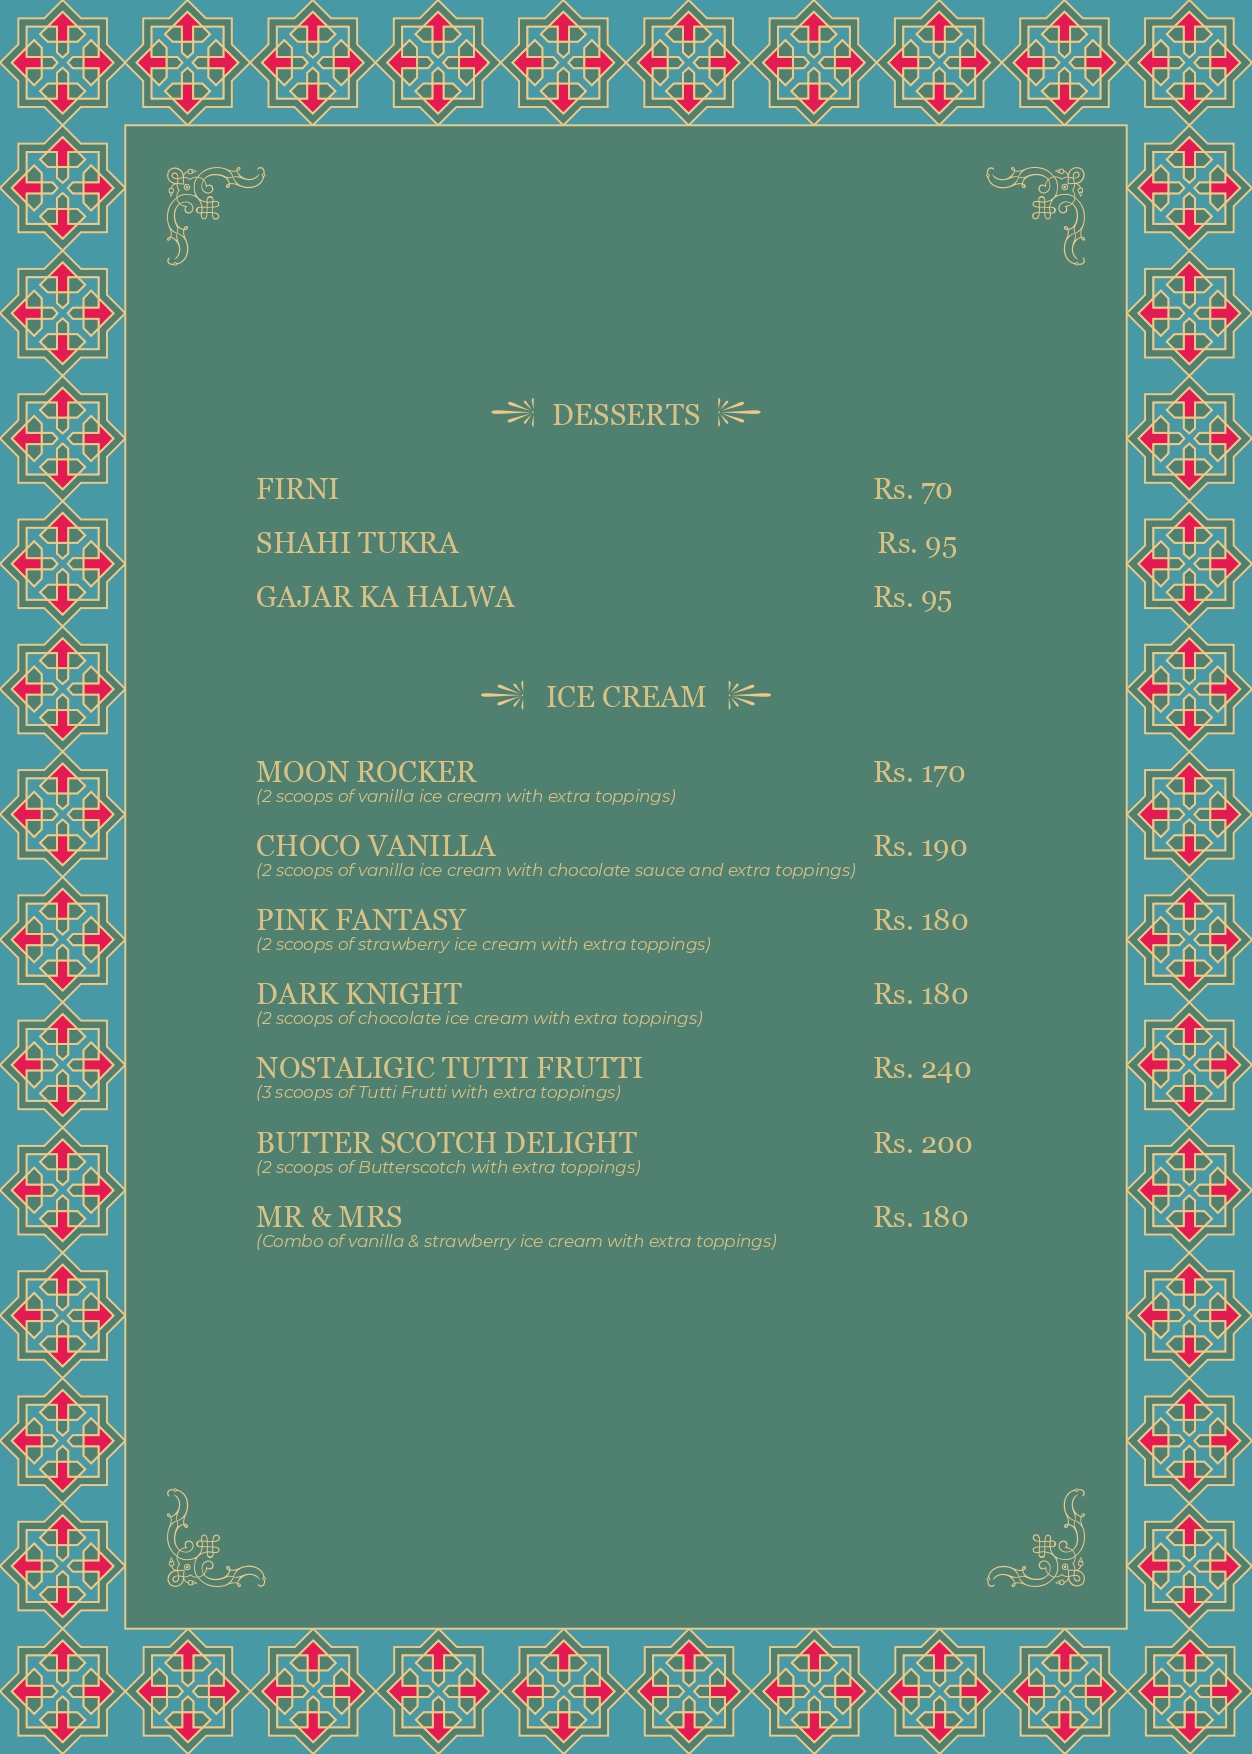 DESSERTS
FIRNI Rs. 70
SHAHI TUKRA Rs. 95
GAJAR KA HALWA Rs. 95
ICE CREAM
MOON ROCKER Rs. 170
(2 scoops of vanilla ice cream with extra toppings)
CHOCO VANILLA Rs. 190
(2 scoops of vanilla ice cream with chocolate sauce and extra toppings)
PINK FANTASY Rs. 180
(2 scoops of strawberry ice cream with extra toppings)
DARK KNIGHT Rs. 180
(2 scoops of chocolate ice cream with extra toppings)
NOSTALIGIC TUTTI FRUTTI Rs. 240
(3 scoops of Tutti Frutti with extra toppings)
BUTTER SCOTCH DELIGHT Rs. 200
(2 scoops of Butterscotch with extra toppings)
MR & MRS Rs. 180
(Combo of vanilla & strawberry ice cream with extra toppings)